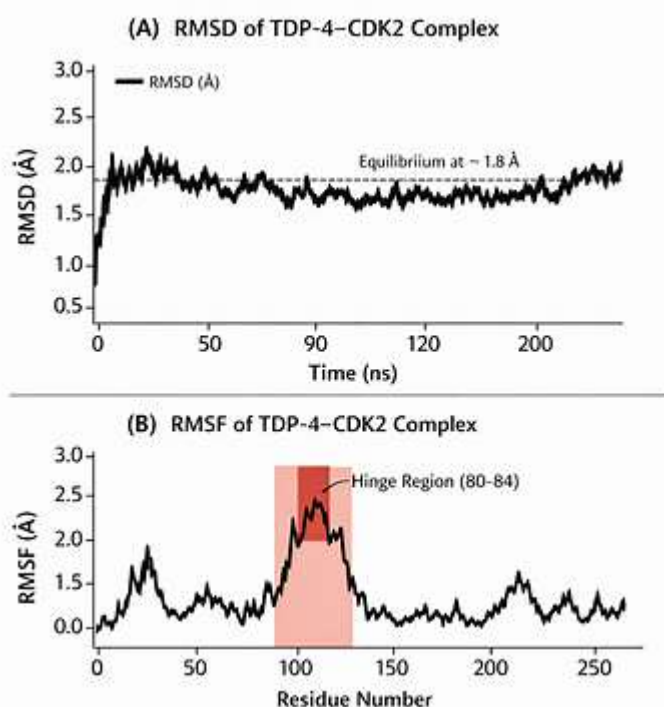 (A) RMSD of TDP-4–CDK2 Complex
3.0
RMSD (Å)
2.5
Equilibriium at ~ 1.8 Å
2.0
1.5
1.0
0.5
RMSD (Å)
0 50 90 120 200
Time (ns)
(B) RMSF of TDP-4–CDK2 Complex
3.0
Hinge Region (80-84)
2.5
2.0
1.5
0.0
RMSF (Å)
0 50 100 150 200 250
Residue Number